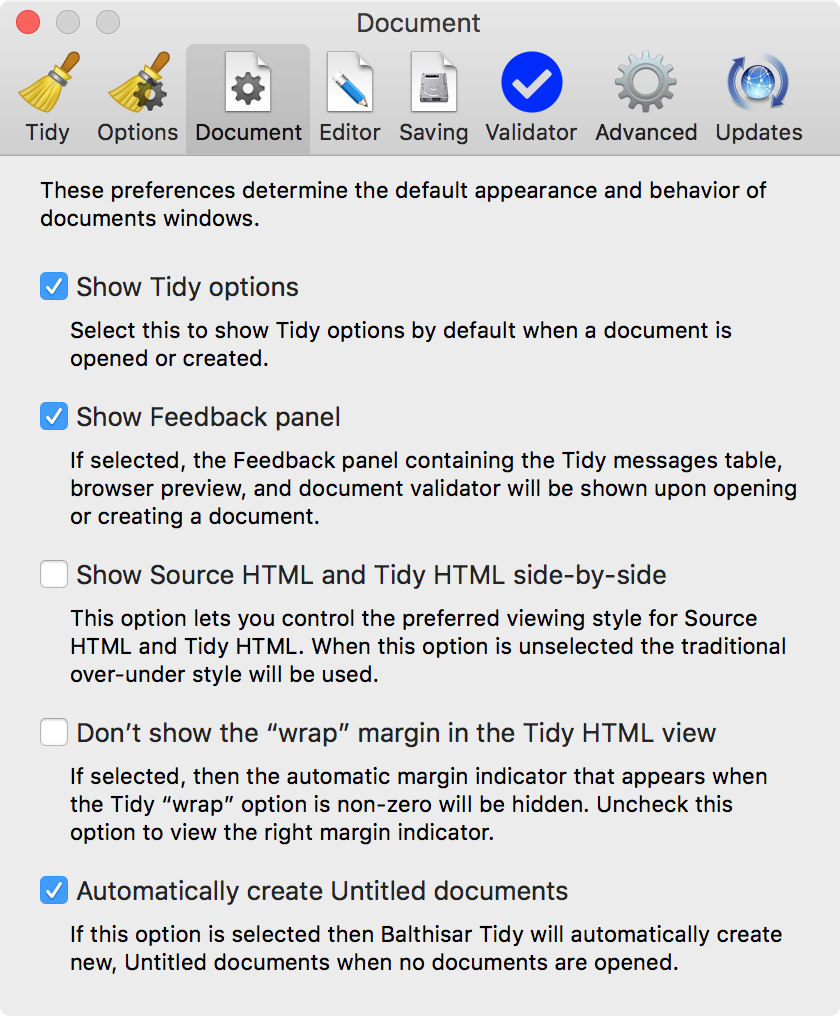 Document
Tidy Options Document Editor Saving Validator Advanced Updates
These preferences determine the default appearance and behavior of
documents windows.
Show Tidy options
Select this to show Tidy options by default when a document is
opened or created.
Show Feedback panel
If selected, the Feedback panel containing the Tidy messages table,
browser preview, and document validator will be shown upon opening
or creating a document.
Show Source HTML and Tidy HTML side-by-side
This option lets you control the preferred viewing style for Source
HTML and Tidy HTML. When this option is unselected the traditional
over-under style will be used.
Don’t show the “wrap” margin in the Tidy HTML view
If selected, then the automatic margin indicator that appears when
the Tidy “wrap” option is non-zero will be hidden. Uncheck this
option to view the right margin indicator.
Automatically create Untitled documents
If this option is selected then Balthisar Tidy will automatically create
new, Untitled documents when no documents are opened.